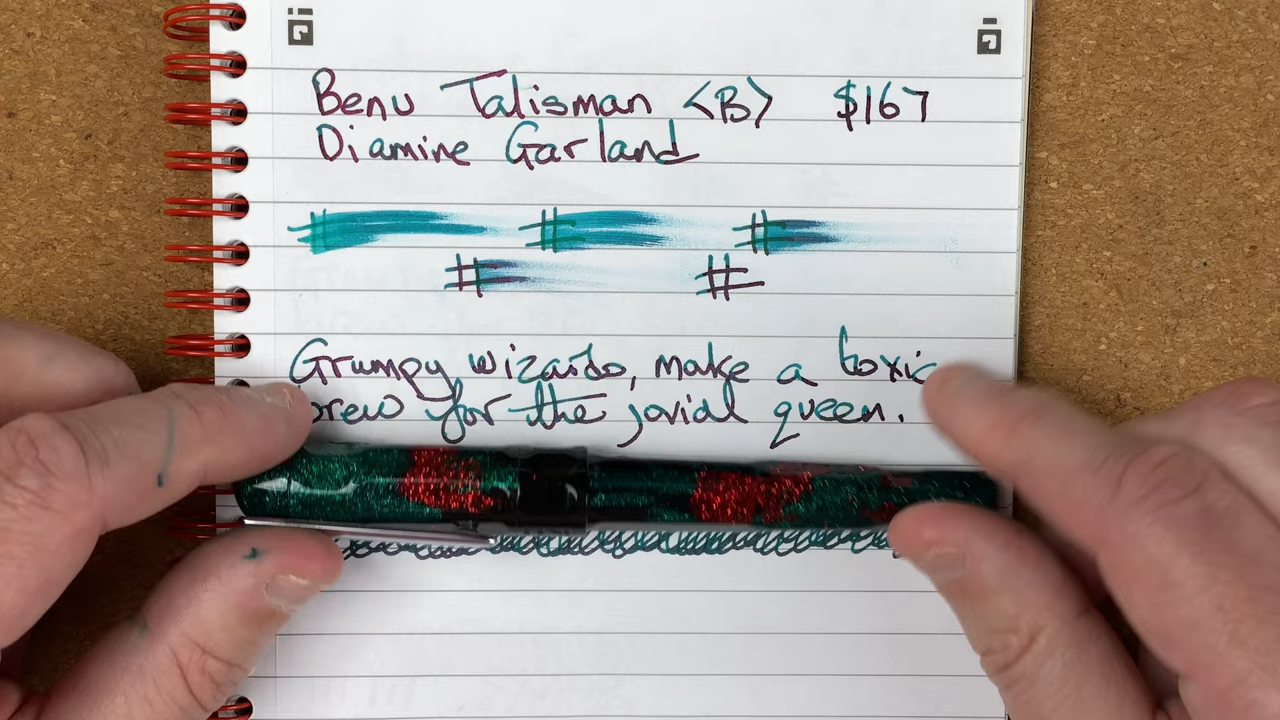 Benu Talisman <B> $167
Diamine Garland
# # #
# #
Grumpy wizards, make a toxic
brew for the jovial queen.